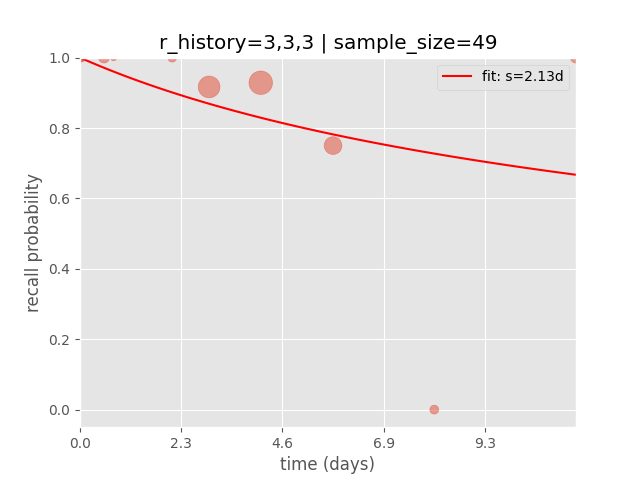 r_history=3,3,3 | sample_size=49
fit: s=2.13d
recall probability
1.0
0.8
0.6
0.4
0.2
0.0
0.0 2.3 4.6 6.9 9.3
time (days)